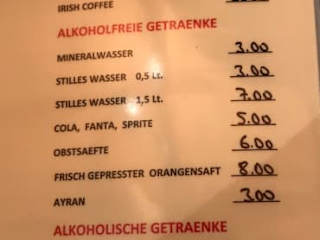 IRISH COFFEE
ALKOHOLFREIE GETRAENKE
MINERALWASSER 3.00
STILLES WASSER 0,5 Lt. 3.00
STILLES WASSER 1,5 Lt. 7.00
COLA, FANTA, SPRITE 5.00
OBSTSAEFTE 6.00
FRISCH GEPRESSTER ORANGENSAFT 8.00
AYRAN 3.00
ALKOHOLISCHE GETRAENKE